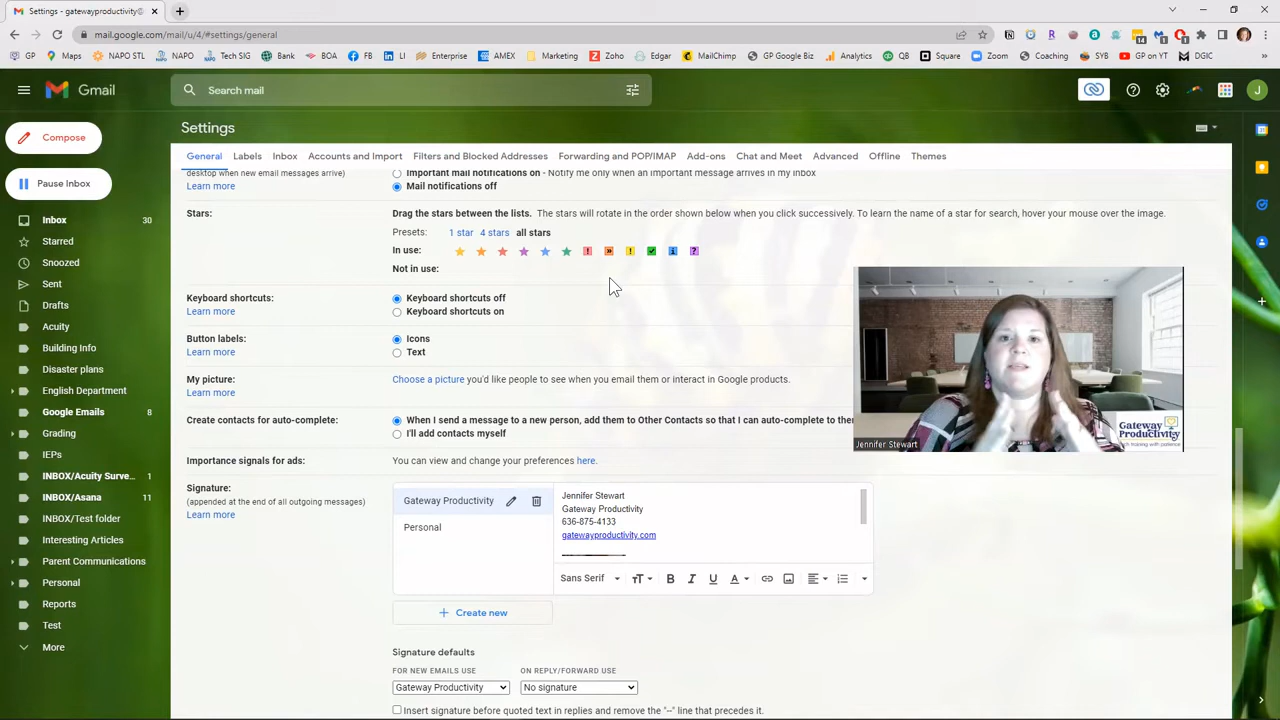 Settings - gatewayproductivity@
mail.google.com/mail/u/4/#settings/general
GP NAPO STL NAPO Tech SIG Bank BOA FB LI Enterprise AMEX Marketing Zoho Edgar MailChimp GP Google Biz Analytics QB Square Zoom Coaching SYB GP on YT DGIC
Gmail
Search mail
J
Settings
Compose
General Labels Inbox Accounts and Import Filters and Blocked Addresses Forwarding and POP/IMAP Add-ons Chat and Meet Advanced Offline Themes
desktop when new email messages arrive) Important mail notifications on - Notify me only when an important message arrives in my inbox
Pause Inbox
Learn more Mail notifications off
Inbox 30
Starred
Snoozed
Sent
Drafts
Acuity
Building Info
Disaster plans
English Department
Google Emails 8
Grading
IEPs
INBOX/Acuity Surve... 1
INBOX/Asana 11
INBOX/Test folder
Interesting Articles
Parent Communications
Personal
Reports
Test
More
Stars: Drag the stars between the lists. The stars will rotate in the order shown below when you click successively. To learn the name of a star for search, hover your mouse over the image.
Presets: 1 star 4 stars all stars
In use: ! » ! i ?
Not in use:
Keyboard shortcuts: Keyboard shortcuts off
Learn more Keyboard shortcuts on
Button labels: Icons
Learn more Text
My picture: Choose a picture you'd like people to see when you email them or interact in Google products.
Learn more
Create contacts for auto-complete: When I send a message to a new person, add them to Other Contacts so that I can auto-complete to ther
I'll add contacts myself
Importance signals for ads: You can view and change your preferences here.
Signature:
(appended at the end of all outgoing messages)
Learn more
Gateway Productivity
Personal
Jennifer Stewart
Gateway Productivity
636-875-4133
gatewayproductivity.com
Sans Serif B I U A
Create new
Signature defaults
FOR NEW EMAILS USE ON REPLY/FORWARD USE
Gateway Productivity No signature
Insert signature before quoted text in replies and remove the "--" line that precedes it.
Jennifer Stewart
Gateway
Productivity
training with patience